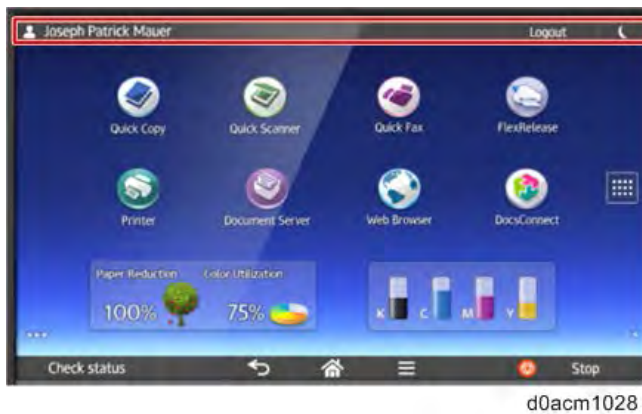 Joseph Patrick Mauer Logout
Quick Copy Quick Scanner Quick Fax FlexRelease
Printer Document Server Web Browser DocsConnect
Paper Reduction Color Utilization
100% 75% K C M Y
Check status Stop
d0acm1028